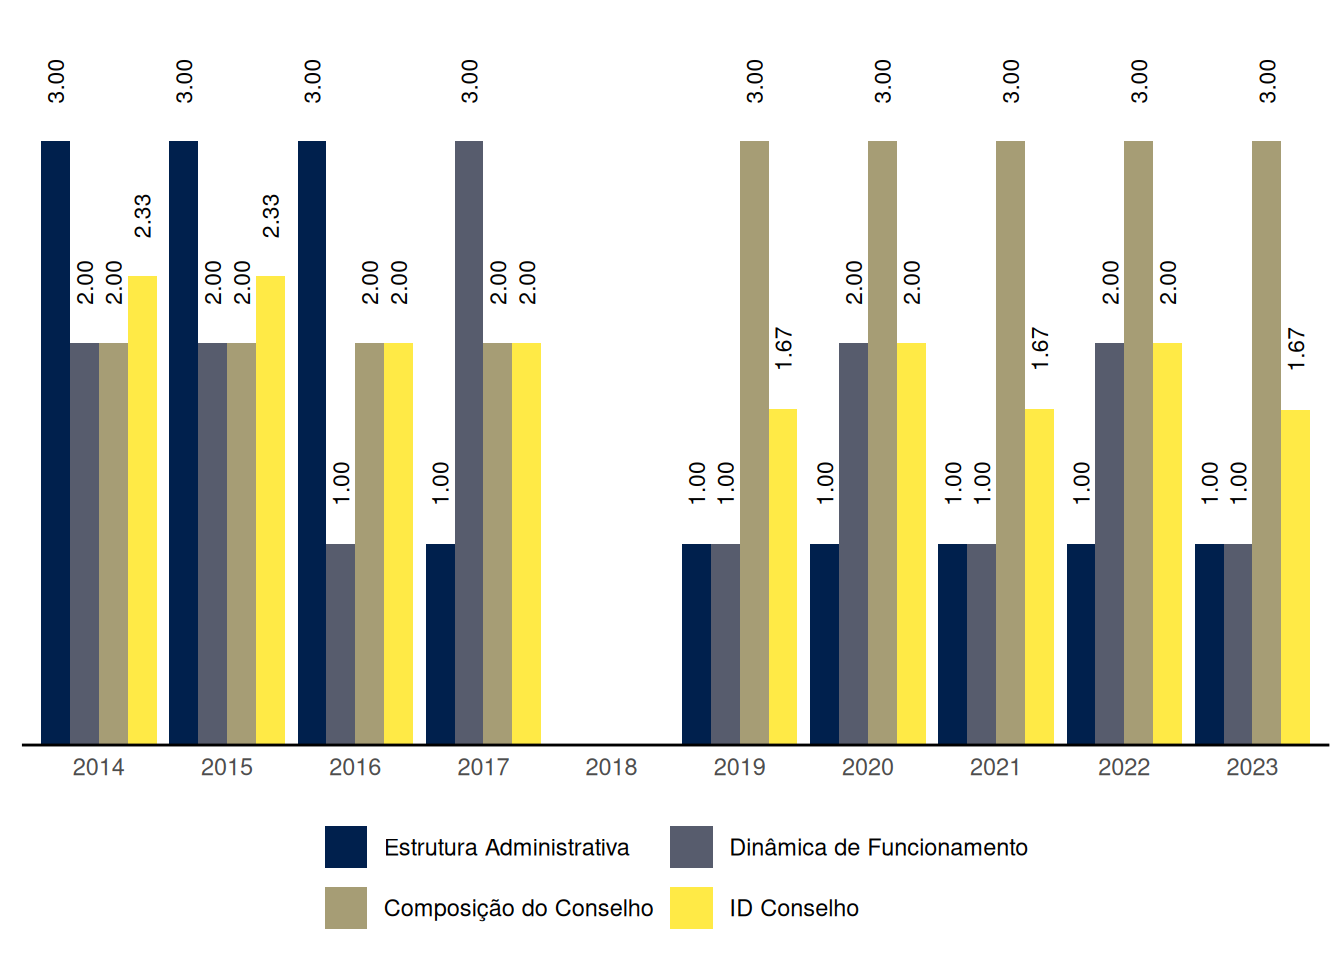 3.00 3.00 3.00 3.00 3.00 3.00 3.00 3.00 3.00
2.33 2.33
2.00 2.00 2.00 2.00 2.00 2.00 2.00 2.00 2.00 2.00 2.00 2.00
1.67 1.67 1.67
1.00 1.00 1.00 1.00 1.00 1.00 1.00 1.00 1.00 1.00
2014 2015 2016 2017 2018 2019 2020 2021 2022 2023
Estrutura Administrativa Dinâmica de Funcionamento
Composição do Conselho ID Conselho